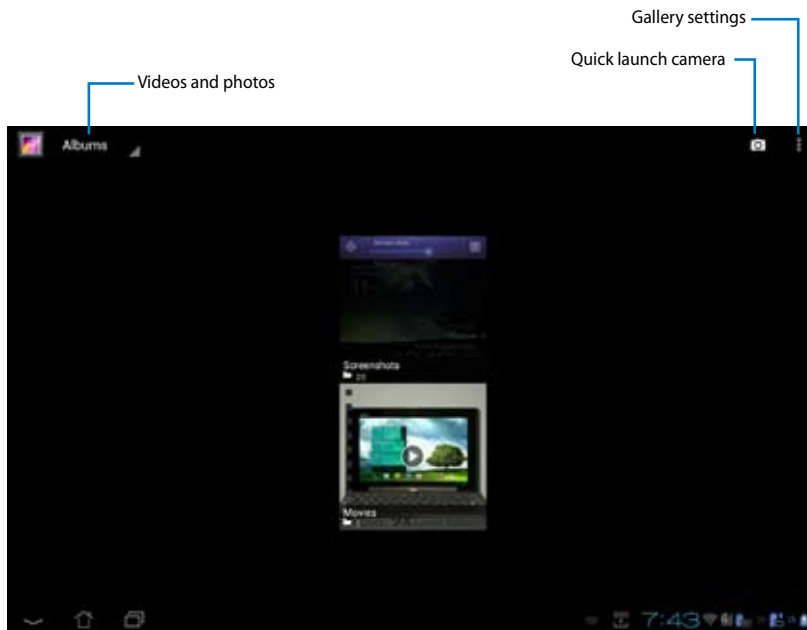 Gallery settings
Quick launch camera
Videos and photos
Albums
Screenshots
Movies
7:43